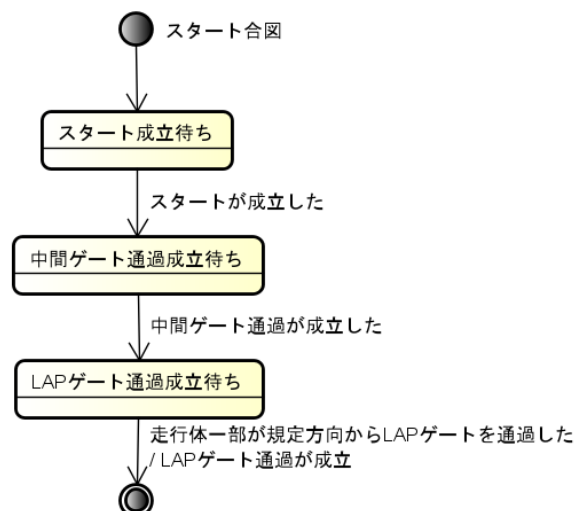 スタート合図
スタート成立待ち
スタートが成立した
中間ゲート通過成立待ち
中間ゲート通過が成立した
LAPゲート通過成立待ち
走行体一部が規定方向からLAPゲートを通過した
/ LAPゲート通過が成立